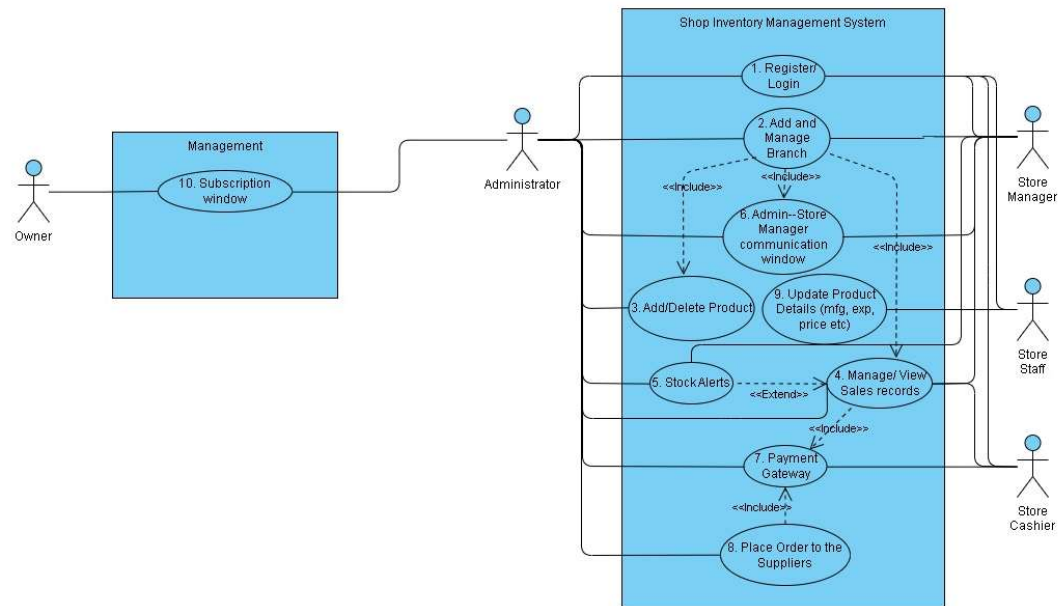 Shop Inventory Management System
1. Register/
Login
2. Add and
Manage
Branch
Management
10. Subscription
window
Owner
Administrator
Store
Manager
<<Include>>
<<Include>>
6. Admin--Store
Manager
communication
window
<<Include>>
3. Add/Delete Product
9. Update Product
Details (mfg, exp,
price etc)
Store
Staff
5. StockAlerts
<<Extend>>
4. Manage/ View
Sales records
<<Include>>
7. Payment
Gateway
<<Include>>
8. Place Order to the
Suppliers
Store
Cashier